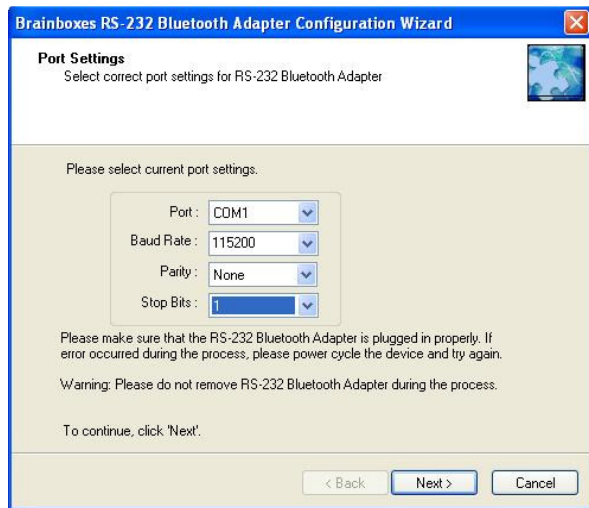 Brainboxes RS-232 Bluetooth Adapter Configuration Wizard
Port Settings
Select correct port settings for RS-232 Bluetooth Adapter
Please select current port settings.
Port : COM1
Baud Rate : 115200
Parity : None
Stop Bits : 1
Please make sure that the RS-232 Bluetooth Adapter is plugged in properly. If
error occurred during the process, please power cycle the device and try again.
Warning: Please do not remove RS-232 Bluetooth Adapter during the process.
To continue, click 'Next'.
< Back Next > Cancel